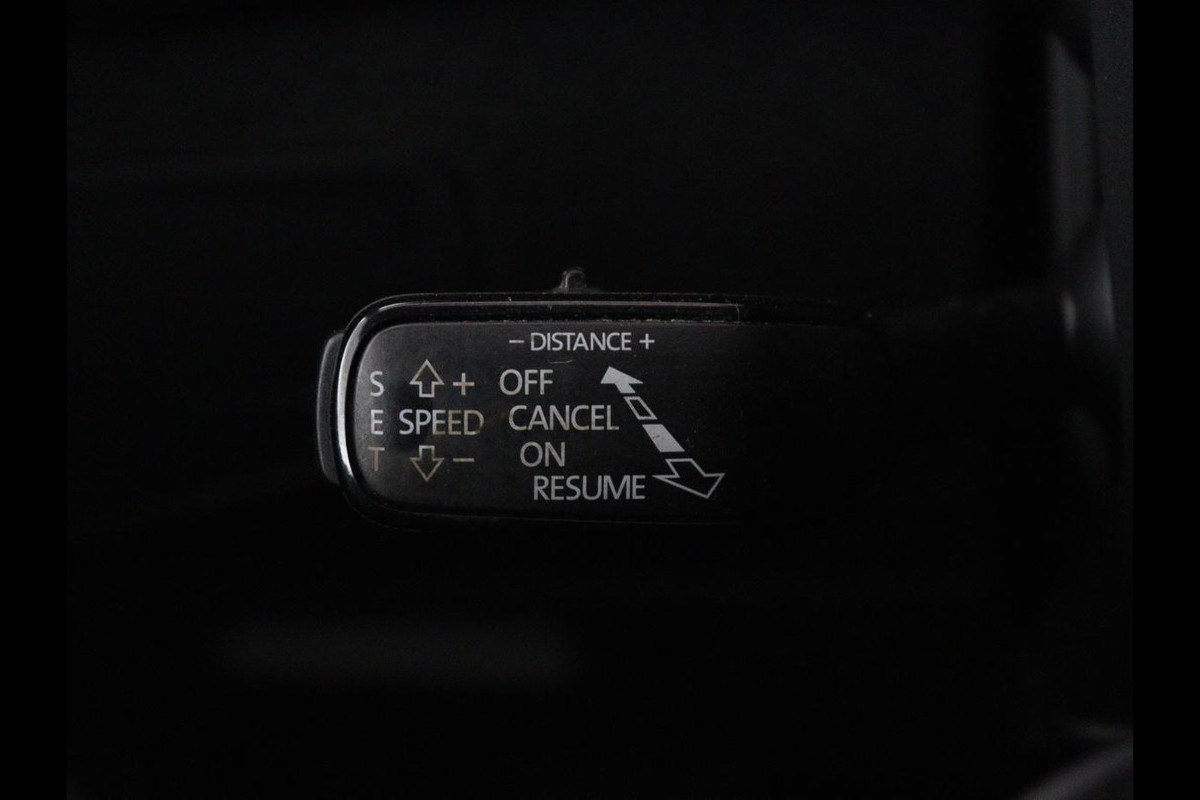 − DISTANCE +
S + OFF
E SPEED CANCEL
T − ON
RESUME